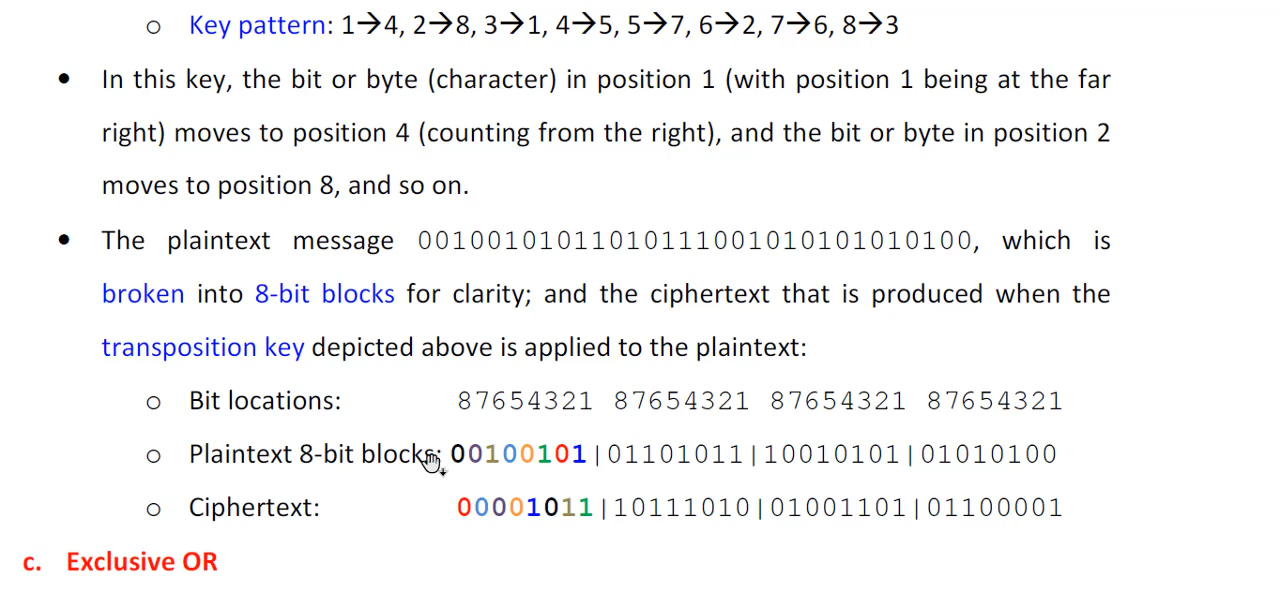 o Key pattern: 1→4, 2→8, 3→1, 4→5, 5→7, 6→2, 7→6, 8→3
• In this key, the bit or byte (character) in position 1 (with position 1 being at the far
right) moves to position 4 (counting from the right), and the bit or byte in position 2
moves to position 8, and so on.
• The plaintext message 00100101011010111001010101010100, which is
broken into 8-bit blocks for clarity; and the ciphertext that is produced when the
transposition key depicted above is applied to the plaintext:
o Bit locations: 87654321 87654321 87654321 87654321
o Plaintext 8-bit blocks: 00100101|01101011|10010101|01010100
o Ciphertext: 00001011|10111010|01001101|01100001
c. Exclusive OR